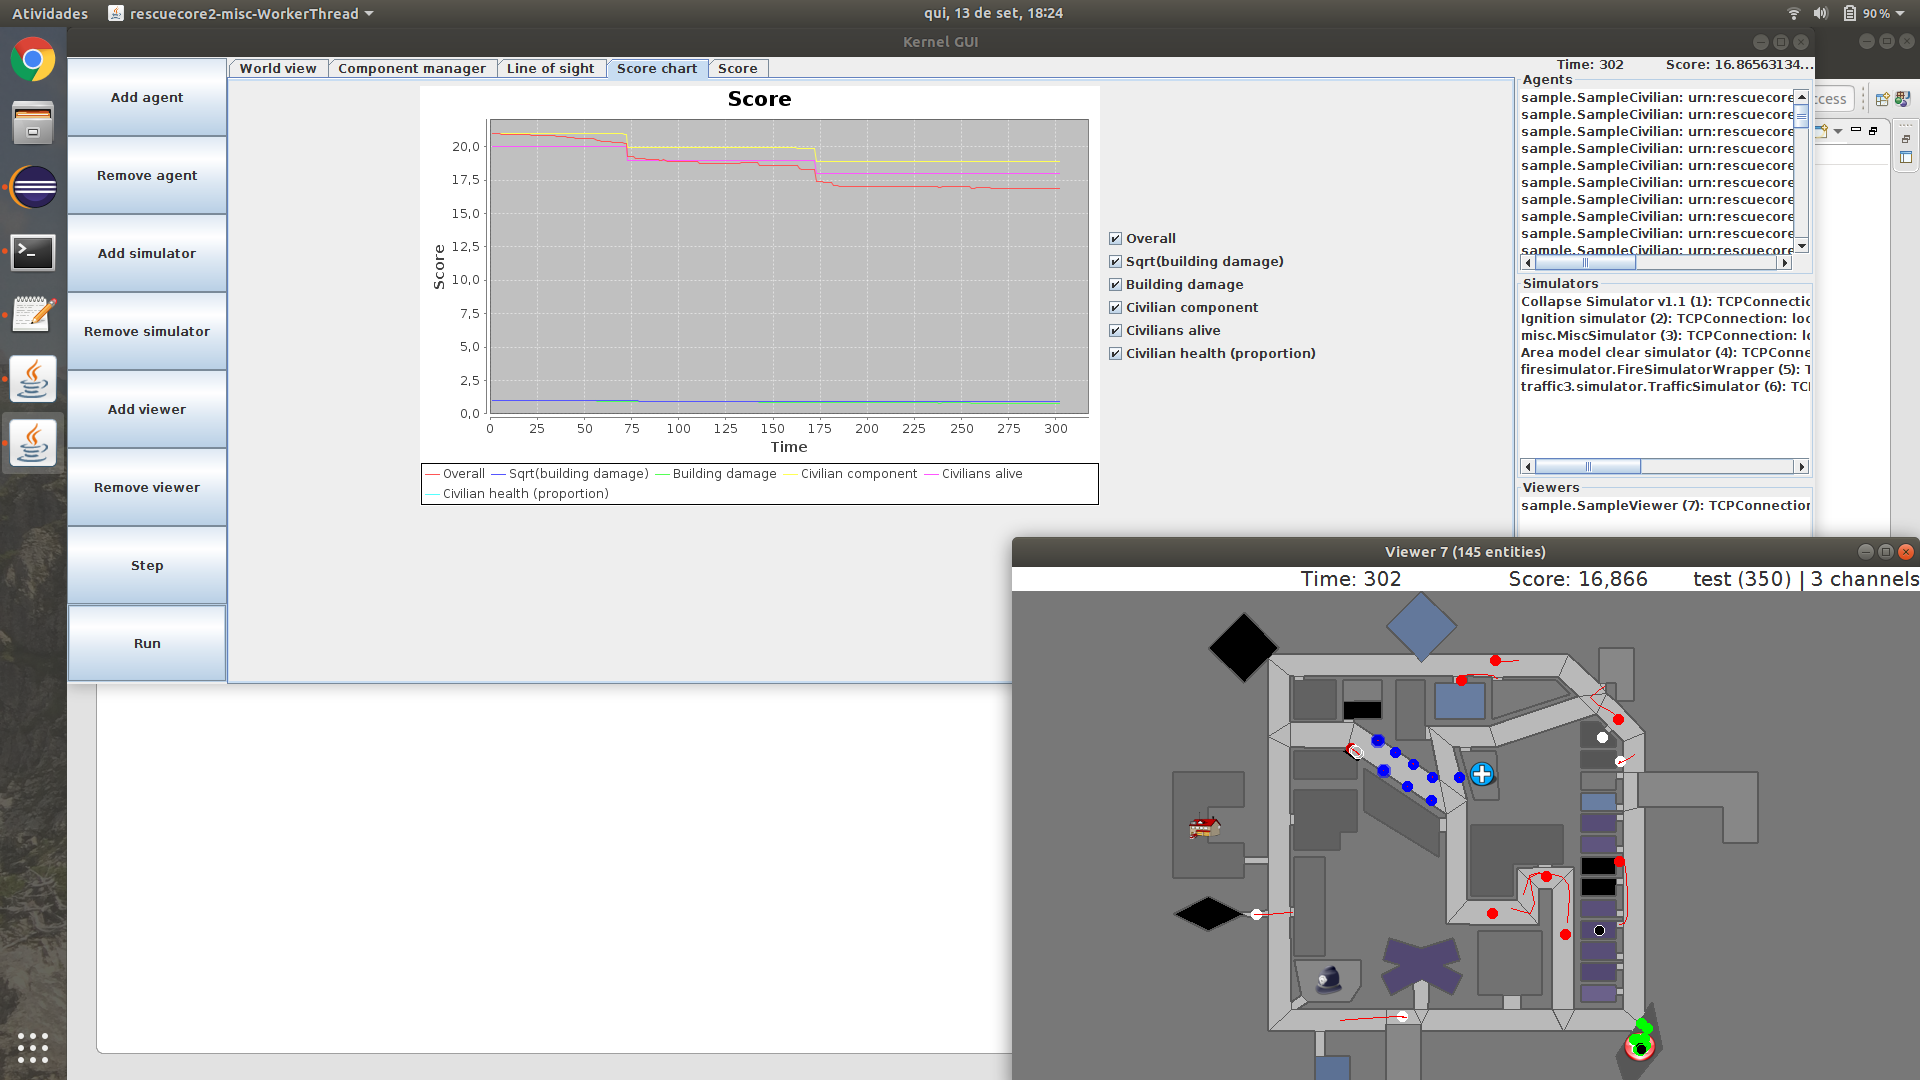 Atividades
rescuecore2-misc-WorkerThread
qui, 13 de set, 18:24
90 %
Kernel GUI
Add agent
Remove agent
Add simulator
Remove simulator
Add viewer
Remove viewer
Step
Run
World view
Component manager
Line of sight
Score chart
Score
Time: 302
Score: 16.86563134...
Score
Score
20,0
17,5
15,0
12,5
10,0
7,5
5,0
2,5
0,0
0 25 50 75 100 125 150 175 200 225 250 275 300
Time
Overall Sqrt(building damage) Building damage Civilian component Civilians alive
Civilian health (proportion)
Overall
Sqrt(building damage)
Building damage
Civilian component
Civilians alive
Civilian health (proportion)
Agents
sample.SampleCivilian: urn:rescuecore
sample.SampleCivilian: urn:rescuecore
sample.SampleCivilian: urn:rescuecore
sample.SampleCivilian: urn:rescuecore
sample.SampleCivilian: urn:rescuecore
sample.SampleCivilian: urn:rescuecore
sample.SampleCivilian: urn:rescuecore
sample.SampleCivilian: urn:rescuecore
sample.SampleCivilian: urn:rescuecore
sample.SampleCivilian: urn:rescuecore
Simulators
Collapse Simulator v1.1 (1): TCPConnectic
Ignition simulator (2): TCPConnection: loc
misc.MiscSimulator (3): TCPConnection: l
Area model clear simulator (4): TCPConne
firesimulator.FireSimulatorWrapper (5): T
traffic3.simulator.TrafficSimulator (6): TCI
Viewers
sample.SampleViewer (7): TCPConnection
ccess
Viewer 7 (145 entities)
Time: 302
Score: 16,866
test (350) | 3 channels